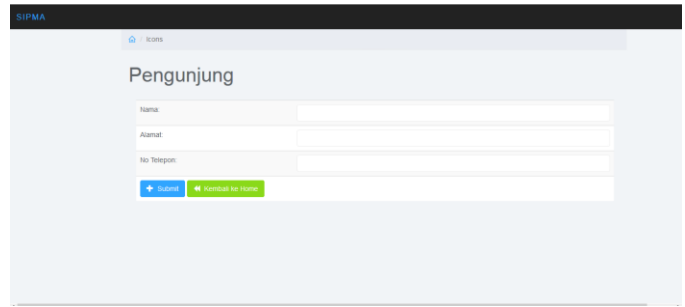 SIPMA
/ Icons
Pengunjung
Nama:
Alamat:
No Telepon:
Submit
Kembali ke Home